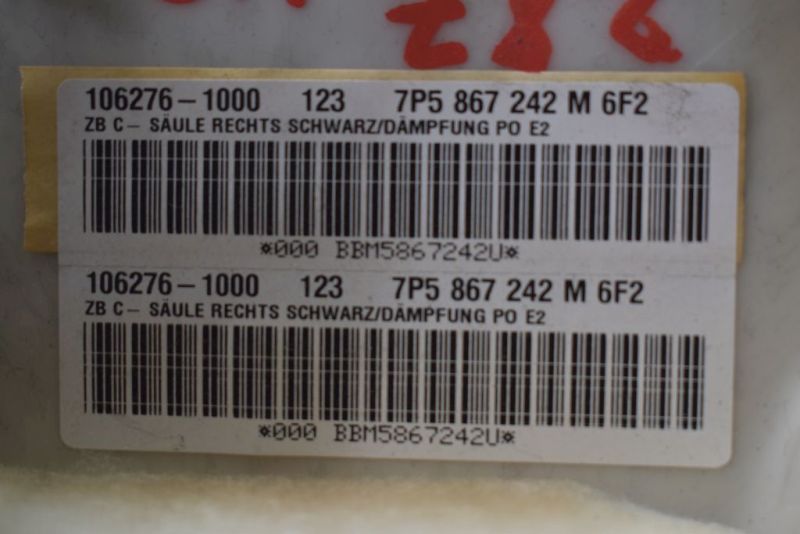 106276-1000 123 7P5 867 242 M 6F2
ZB C- SÄULE RECHTS SCHWARZ/DÄMPFUNG PO E2
*000 BBM5867242U*
106276-1000 123 7P5 867 242 M 6F2
ZB C- SÄULE RECHTS SCHWARZ/DÄMPFUNG PO E2
*000 BBM5867242U*